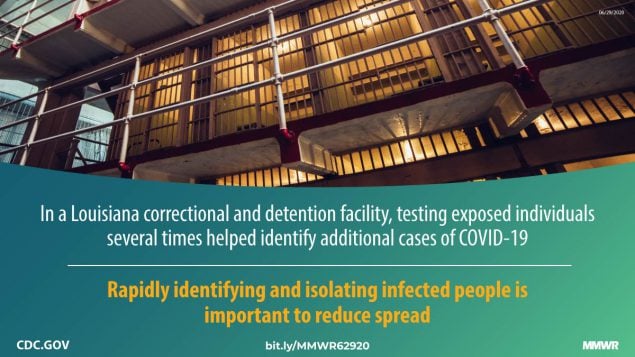 06/29/2020
In a Louisiana correctional and detention facility, testing exposed individuals
several times helped identify additional cases of COVID-19
Rapidly identifying and isolating infected people is
important to reduce spread
CDC.GOV
bit.ly/MMWR62920
MMWR